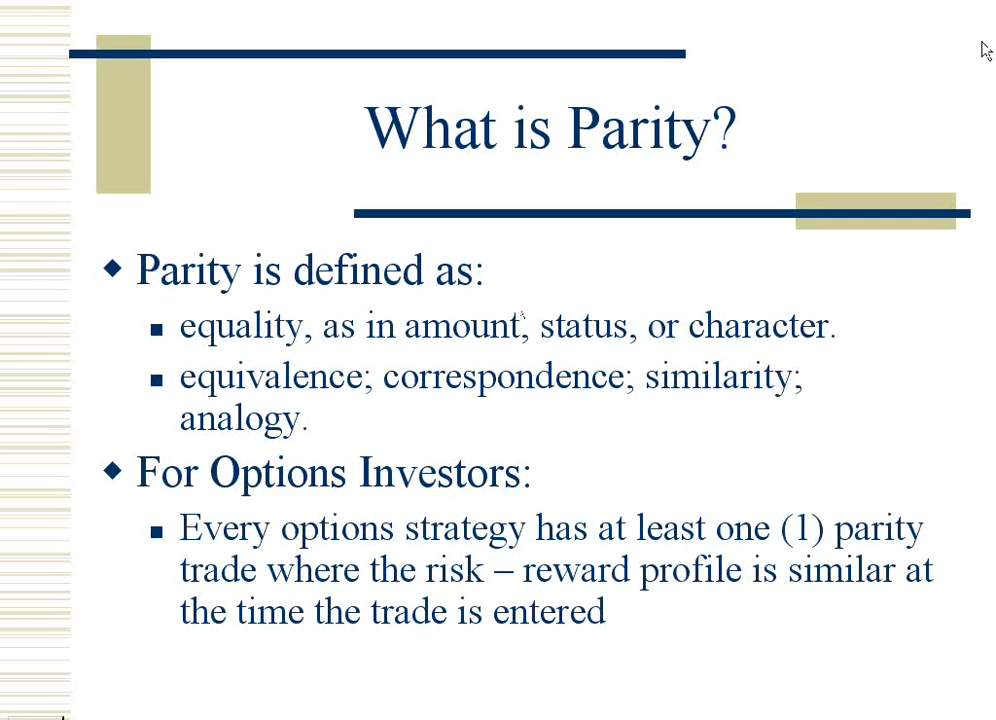 What is Parity?
Parity is defined as:
equality, as in amount, status, or character.
equivalence; correspondence; similarity;
analogy.
For Options Investors:
Every options strategy has at least one (1) parity
trade where the risk – reward profile is similar at
the time the trade is entered